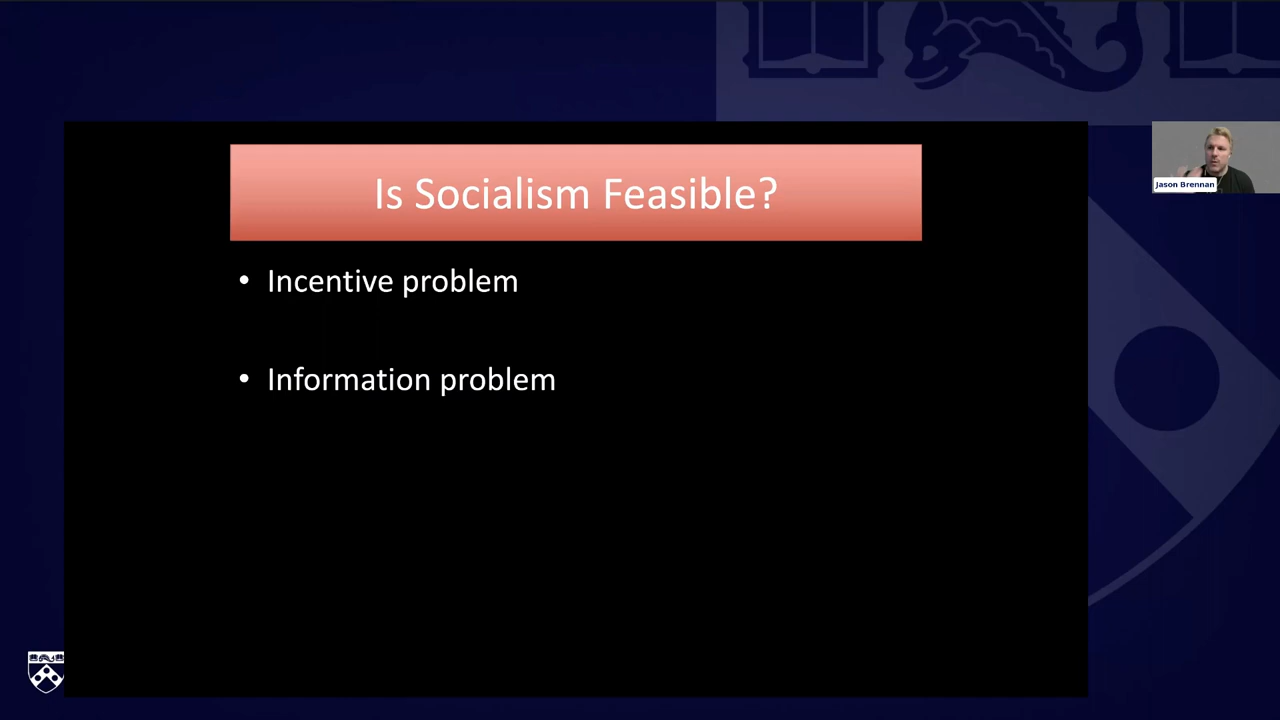 Is Socialism Feasible?
Jason Brennan
• Incentive problem
• Information problem